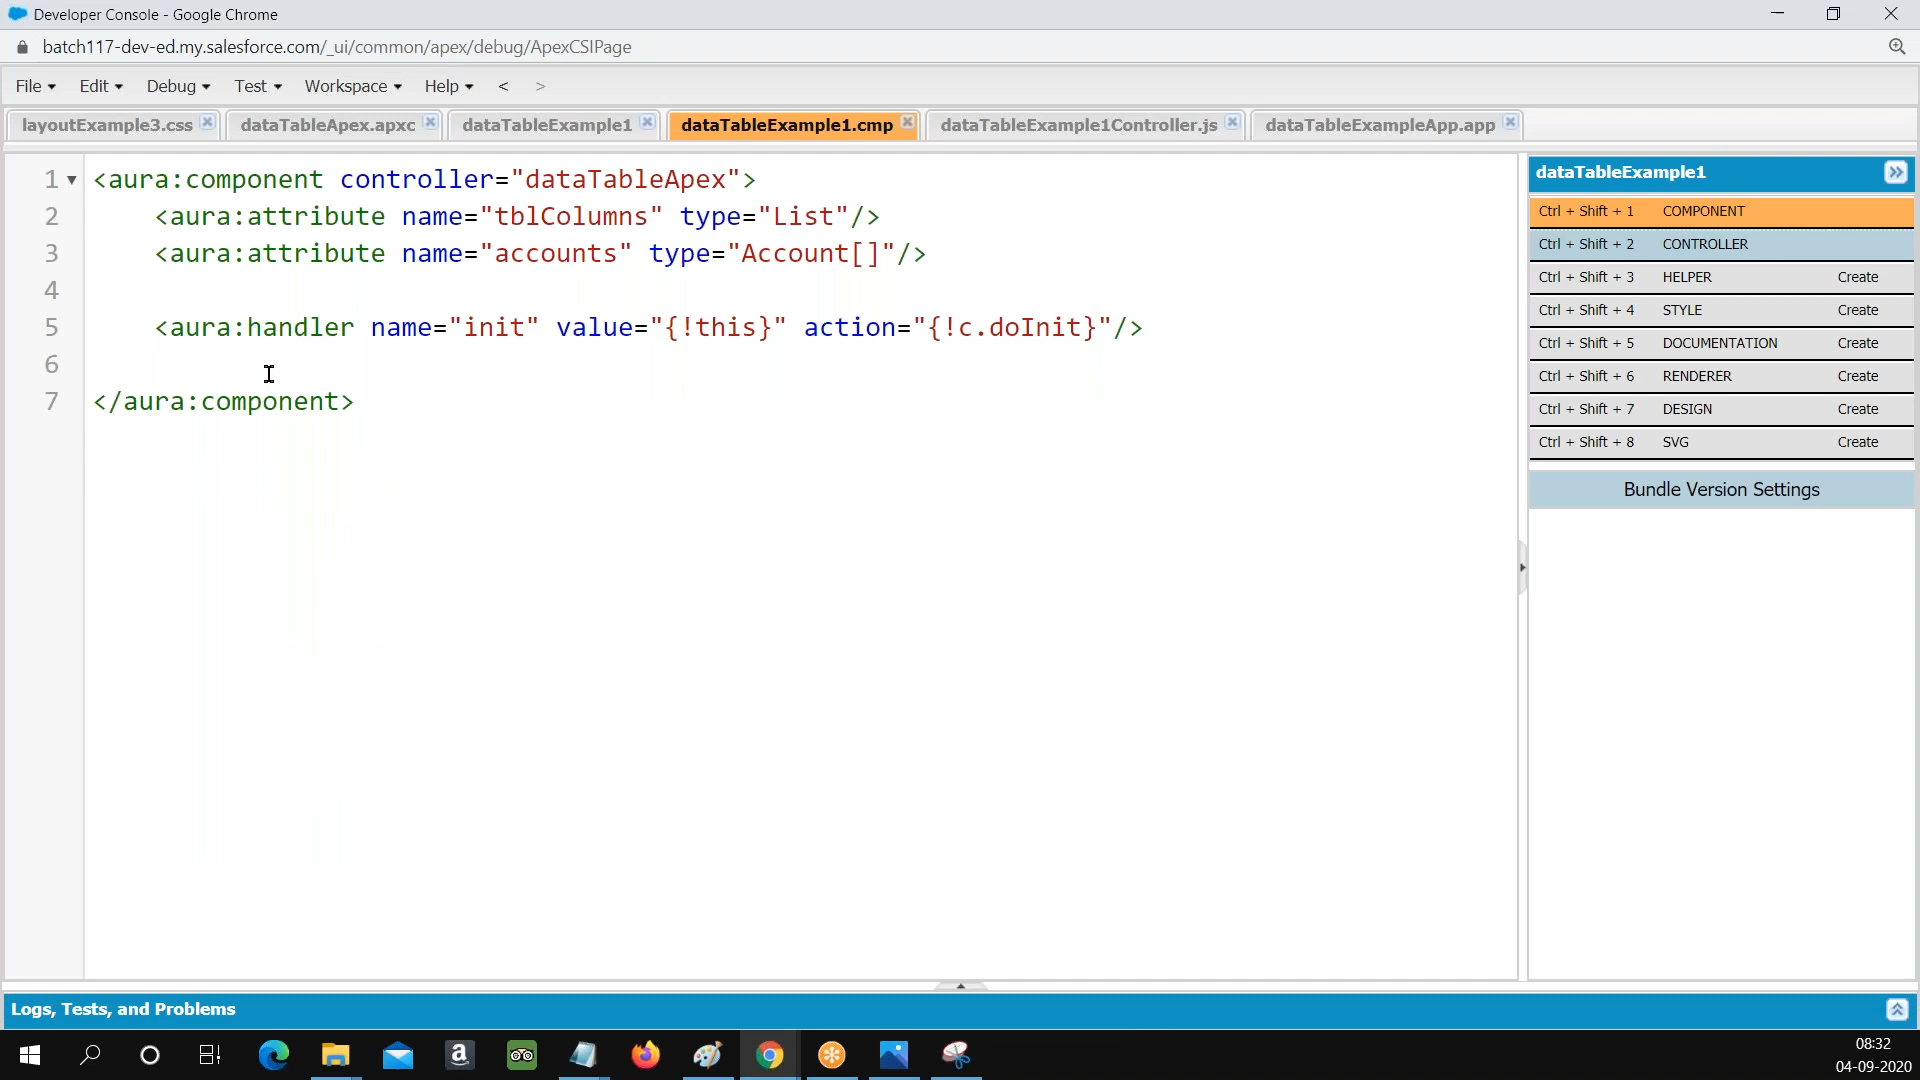 Developer Console - Google Chrome
batch117-dev-ed.my.salesforce.com/_ui/common/apex/debug/ApexCSIPage
File Edit Debug Test Workspace Help < >
layoutExample3.css dataTableApex.apxc dataTableExample1 dataTableExample1.cmp dataTableExample1Controller.js dataTableExampleApp.app
1 <aura:component controller="dataTableApex">
2 <aura:attribute name="tblColumns" type="List"/>
3 <aura:attribute name="accounts" type="Account[]"/>
4
5 <aura:handler name="init" value="{!this}" action="{!c.doInit}"/>
6
7 </aura:component>
dataTableExample1
Ctrl + Shift + 1 COMPONENT
Ctrl + Shift + 2 CONTROLLER
Ctrl + Shift + 3 HELPER Create
Ctrl + Shift + 4 STYLE Create
Ctrl + Shift + 5 DOCUMENTATION Create
Ctrl + Shift + 6 RENDERER Create
Ctrl + Shift + 7 DESIGN Create
Ctrl + Shift + 8 SVG Create
Bundle Version Settings
Logs, Tests, and Problems
08:32
04-09-2020